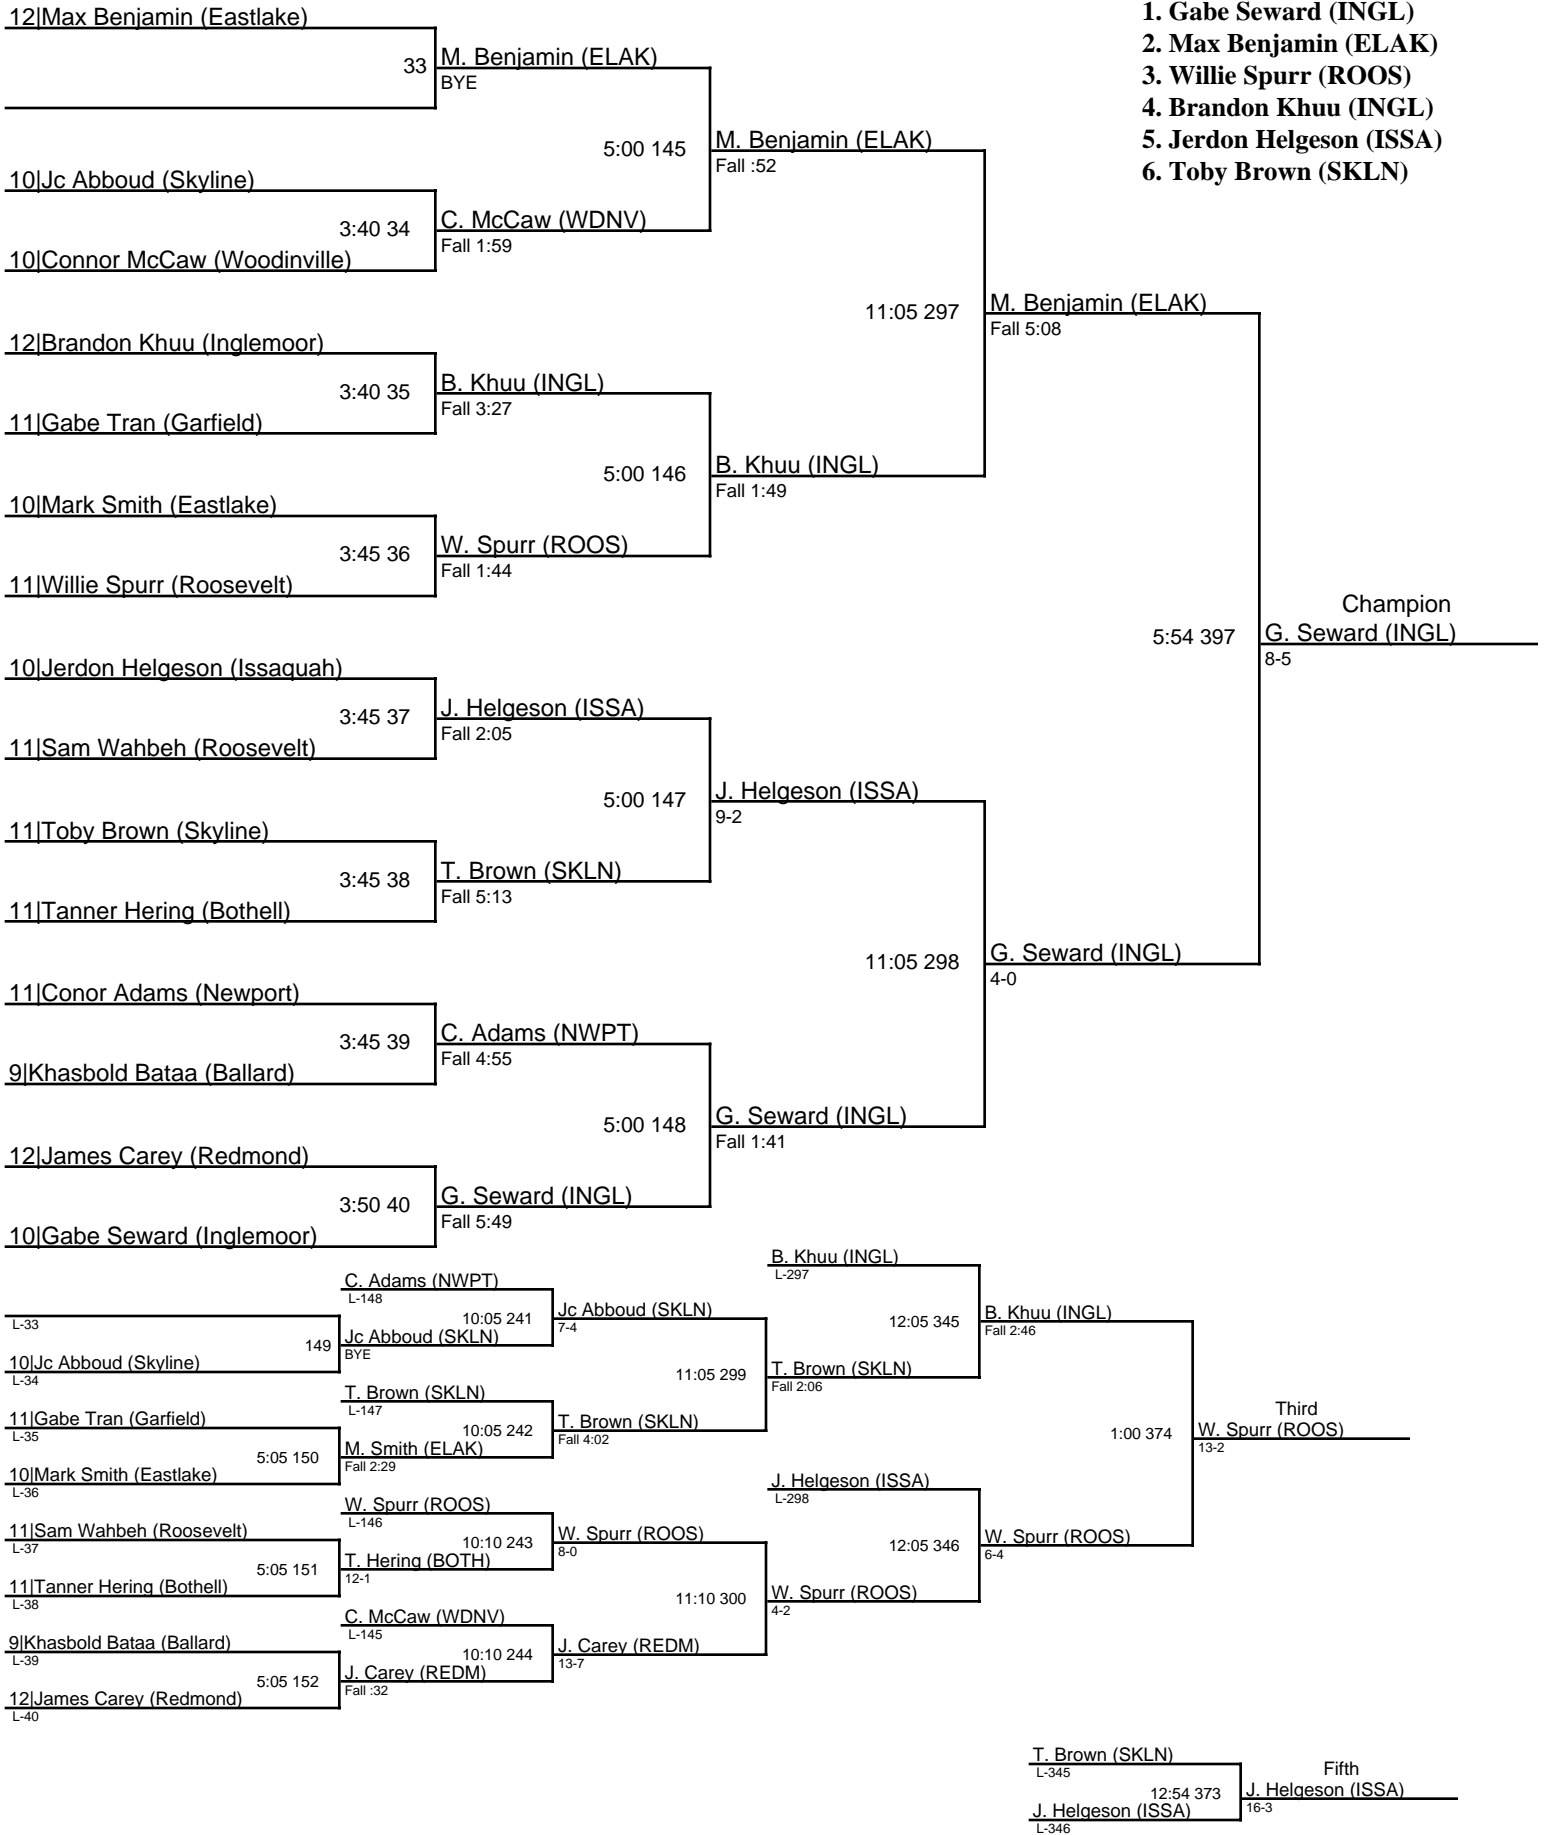 12|Max Benjamin (Eastlake)
33
M. Benjamin (ELAK)
BYE
1. Gabe Seward (INGL)
2. Max Benjamin (ELAK)
3. Willie Spurr (ROOS)
4. Brandon Khuu (INGL)
5. Jerdon Helgeson (ISSA)
6. Toby Brown (SKLN)
5:00 145
M. Benjamin (ELAK)
Fall :52
10|Jc Abboud (Skyline)
3:40 34
C. McCaw (WDNV)
Fall 1:59
10|Connor McCaw (Woodinville)
11:05 297
M. Benjamin (ELAK)
Fall 5:08
12|Brandon Khuu (Inglemoor)
3:40 35
B. Khuu (INGL)
Fall 3:27
11|Gabe Tran (Garfield)
5:00 146
B. Khuu (INGL)
Fall 1:49
10|Mark Smith (Eastlake)
3:45 36
W. Spurr (ROOS)
Fall 1:44
11|Willie Spurr (Roosevelt)
Champion
5:54 397
G. Seward (INGL)
8-5
10|Jerdon Helgeson (Issaquah)
3:45 37
J. Helgeson (ISSA)
Fall 2:05
11|Sam Wahbeh (Roosevelt)
5:00 147
J. Helgeson (ISSA)
9-2
11|Toby Brown (Skyline)
3:45 38
T. Brown (SKLN)
Fall 5:13
11|Tanner Hering (Bothell)
11:05 298
G. Seward (INGL)
4-0
11|Conor Adams (Newport)
3:45 39
C. Adams (NWPT)
Fall 4:55
9|Khasbold Bataa (Ballard)
5:00 148
G. Seward (INGL)
Fall 1:41
12|James Carey (Redmond)
3:50 40
G. Seward (INGL)
Fall 5:49
10|Gabe Seward (Inglemoor)
L-33
149
10|Jc Abboud (Skyline)
L-34
C. Adams (NWPT)
L-148
10:05 241
Jc Abboud (SKLN)
BYE
Jc Abboud (SKLN)
7-4
11|Gabe Tran (Garfield)
L-35
5:05 150
10|Mark Smith (Eastlake)
L-36
T. Brown (SKLN)
L-147
10:05 242
M. Smith (ELAK)
Fall 2:29
T. Brown (SKLN)
Fall 4:02
11:05 299
B. Khuu (INGL)
L-297
12:05 345
T. Brown (SKLN)
Fall 2:06
B. Khuu (INGL)
Fall 2:46
11|Sam Wahbeh (Roosevelt)
L-37
5:05 151
11|Tanner Hering (Bothell)
L-38
W. Spurr (ROOS)
L-146
10:10 243
T. Hering (BOTH)
12-1
W. Spurr (ROOS)
8-0
9|Khasbold Bataa (Ballard)
L-39
5:05 152
12|James Carey (Redmond)
L-40
C. McCaw (WDNV)
L-145
10:10 244
J. Carey (REDM)
Fall :32
J. Carey (REDM)
13-7
11:10 300
J. Helgeson (ISSA)
L-298
12:05 346
W. Spurr (ROOS)
4-2
W. Spurr (ROOS)
6-4
1:00 374
Third
W. Spurr (ROOS)
13-2
T. Brown (SKLN)
L-345
12:54 373
J. Helgeson (ISSA)
L-346
Fifth
J. Helgeson (ISSA)
16-3